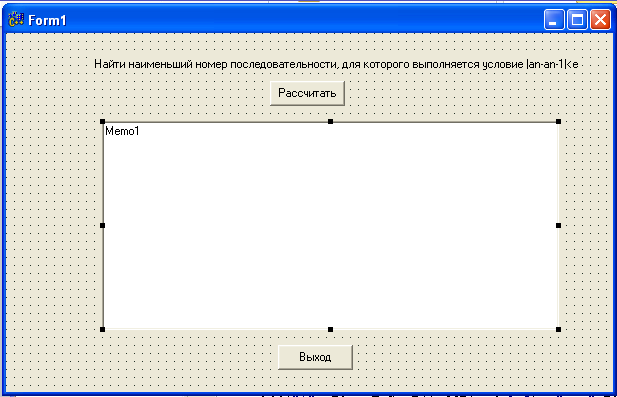 Form1
Найти наименьший номер последовательности, для которого выполняется условие |an-an-1|<e
Рассчитать
Memo1
Выход